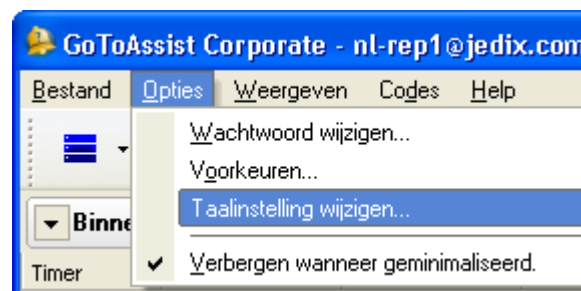 GoToAssist Corporate - nl-rep1@jedix.com
Bestand Opties Weergeven Codes Help
Wachtwoord wijzigen...
Voorkeuren...
Taalinstelling wijzigen...
Verbergen wanneer geminimaliseerd.
Timer